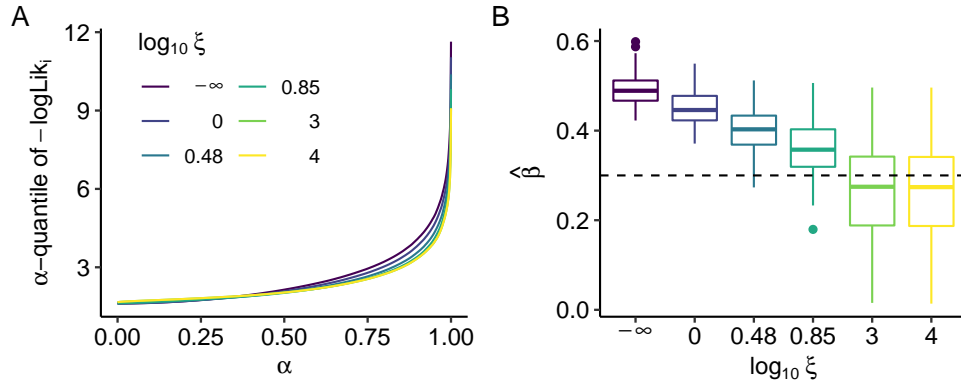 A
α−quantile of −logLikᵢ
12
9
6
3
log₁₀ ξ
−∞ 0.85
0 3
0.48 4
0.00 0.25 0.50 0.75 1.00
α
B
β̂
0.6
0.4
0.2
0.0
−∞ 0 0.48 0.85 3 4
log₁₀ ξ